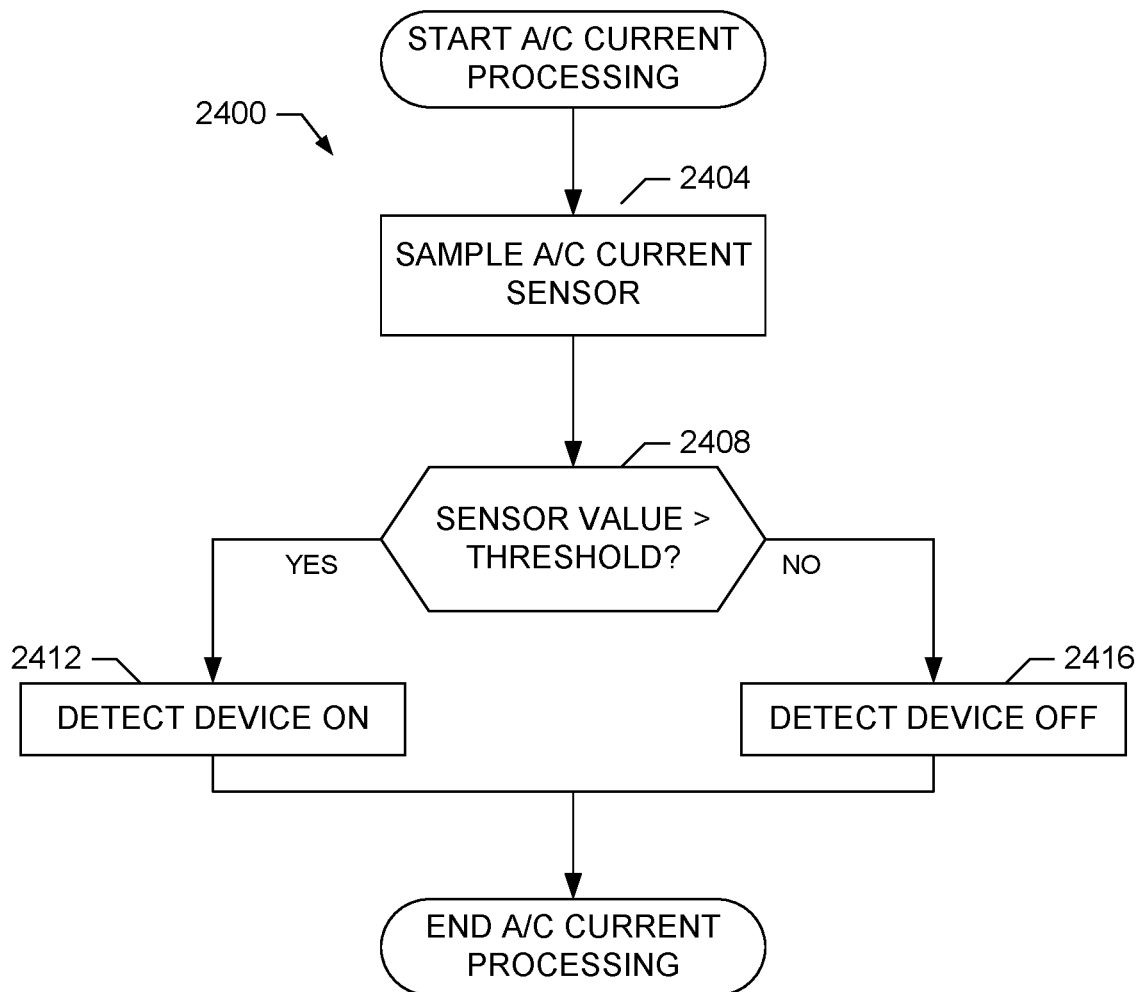 START A/C CURRENT
PROCESSING
2400
2404
SAMPLE A/C CURRENT
SENSOR
2408
SENSOR VALUE >
THRESHOLD?
YES
NO
2412
2416
DETECT DEVICE ON
DETECT DEVICE OFF
END A/C CURRENT
PROCESSING